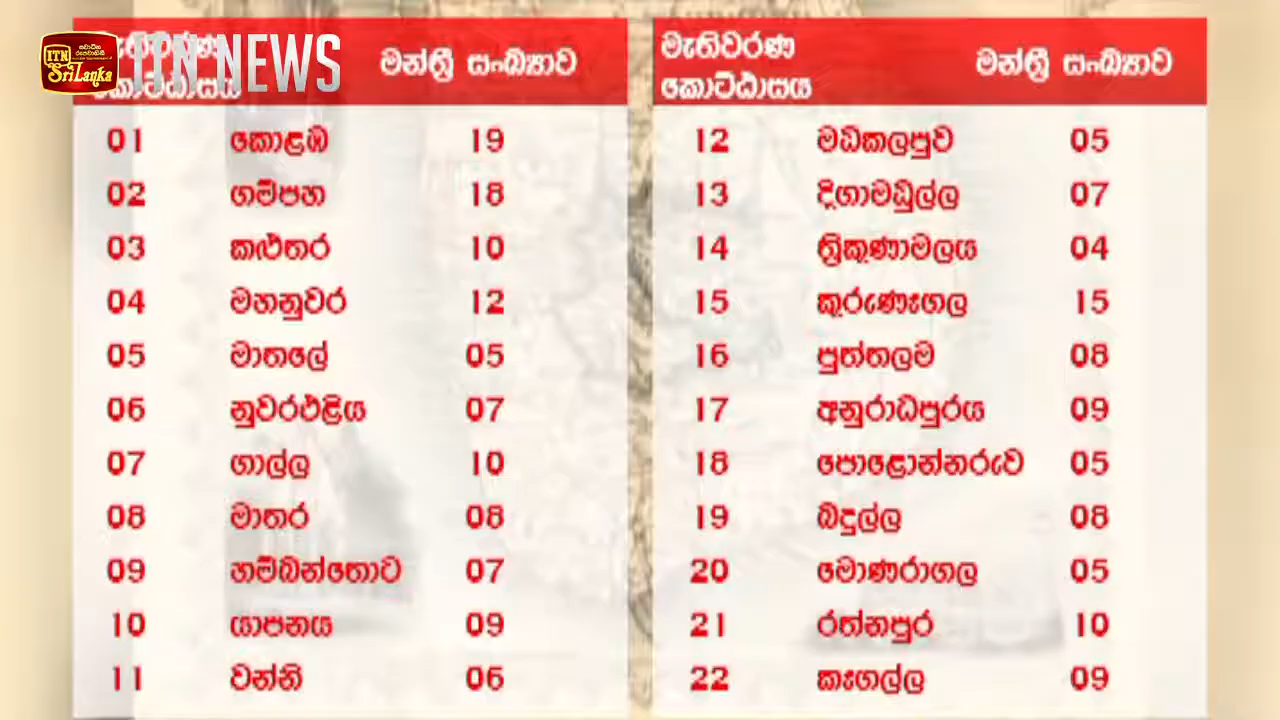 ITN
Sri Lanka
ITN NEWS
කොට්ඨාසය
මන්ත්‍රී සංඛ්‍යාව
01 කොළඹ 19
02 ගම්පහ 18
03 කළුතර 10
04 මහනුවර 12
05 මාතලේ 05
06 නුවරඑළිය 07
07 ගාල්ල 10
08 මාතර 08
09 හම්බන්තොට 07
10 යාපනය 09
11 වන්නි 06
මැතිවරණ
කොට්ඨාසය
මන්ත්‍රී සංඛ්‍යාව
12 මඩකලපුව 05
13 දිගාමඩුල්ල 07
14 ත්‍රිකුණාමලය 04
15 කුරුණෑගල 15
16 පුත්තලම 08
17 අනුරාධපුරය 09
18 පොළොන්නරුව 05
19 බදුල්ල 08
20 මොණරාගල 05
21 රත්නපුර 10
22 කෑගල්ල 09